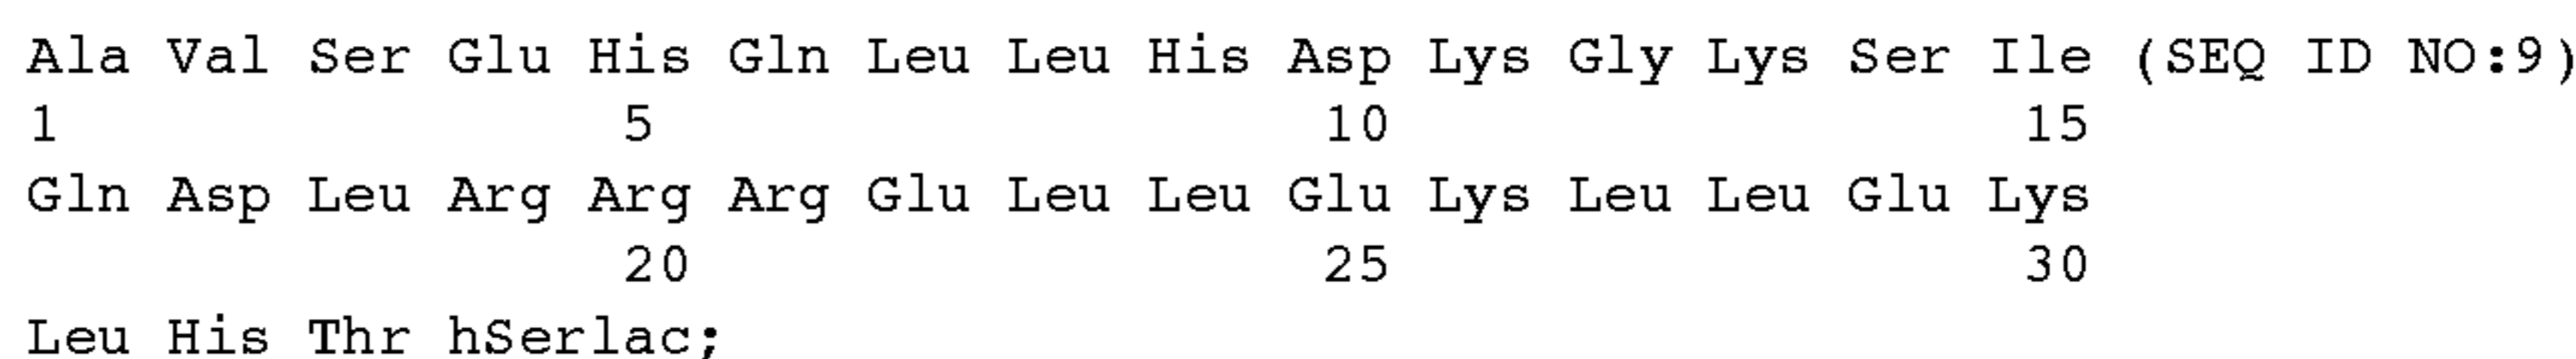 Ala Val Ser Glu His Gln Leu Leu His Asp Lys Gly Lys Ser Ile (SEQ ID NO:9)
1 5 10 15
Gln Asp Leu Arg Arg Arg Glu Leu Leu Glu Lys Leu Leu Glu Lys
20 25 30
Leu His Thr hSerlac;